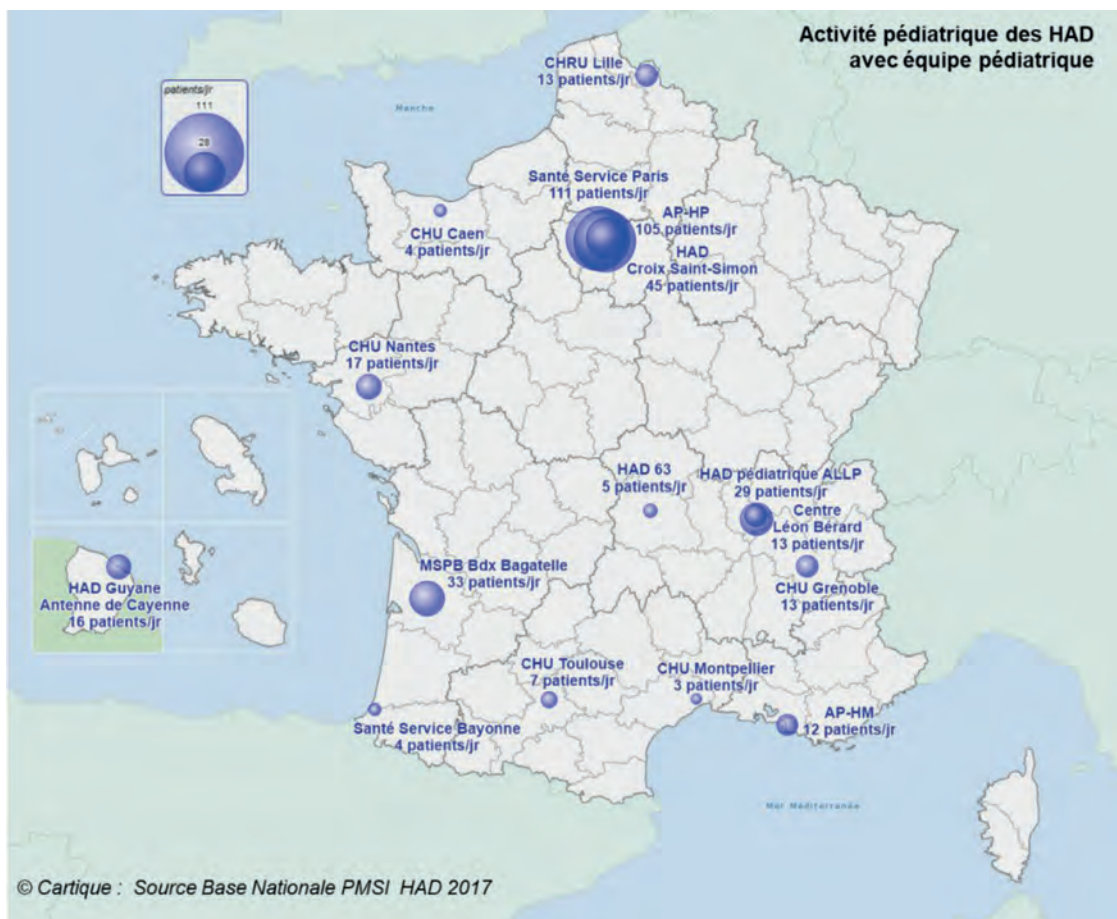 Activité pédiatrique des HAD
avec équipe pédiatrique
patients/jr
111
28
Manche
CHRU Lille
13 patients/jr
Santé Service Paris
111 patients/jr
AP-HP
105 patients/jr
HAD
Croix Saint-Simon
45 patients/jr
CHU Caen
4 patients/jr
CHU Nantes
17 patients/jr
HAD 63
5 patients/jr
HAD pédiatrique ALLP
29 patients/jr
Centre
Léon Bérard
13 patients/jr
CHU Grenoble
13 patients/jr
MSPB Bdx Bagatelle
33 patients/jr
HAD Guyane
Antenne de Cayenne
16 patients/jr
CHU Toulouse
7 patients/jr
CHU Montpellier
3 patients/jr
AP-HM
12 patients/jr
Santé Service Bayonne
4 patients/jr
Mer Méditerranée
© Cartique : Source Base Nationale PMSI HAD 2017